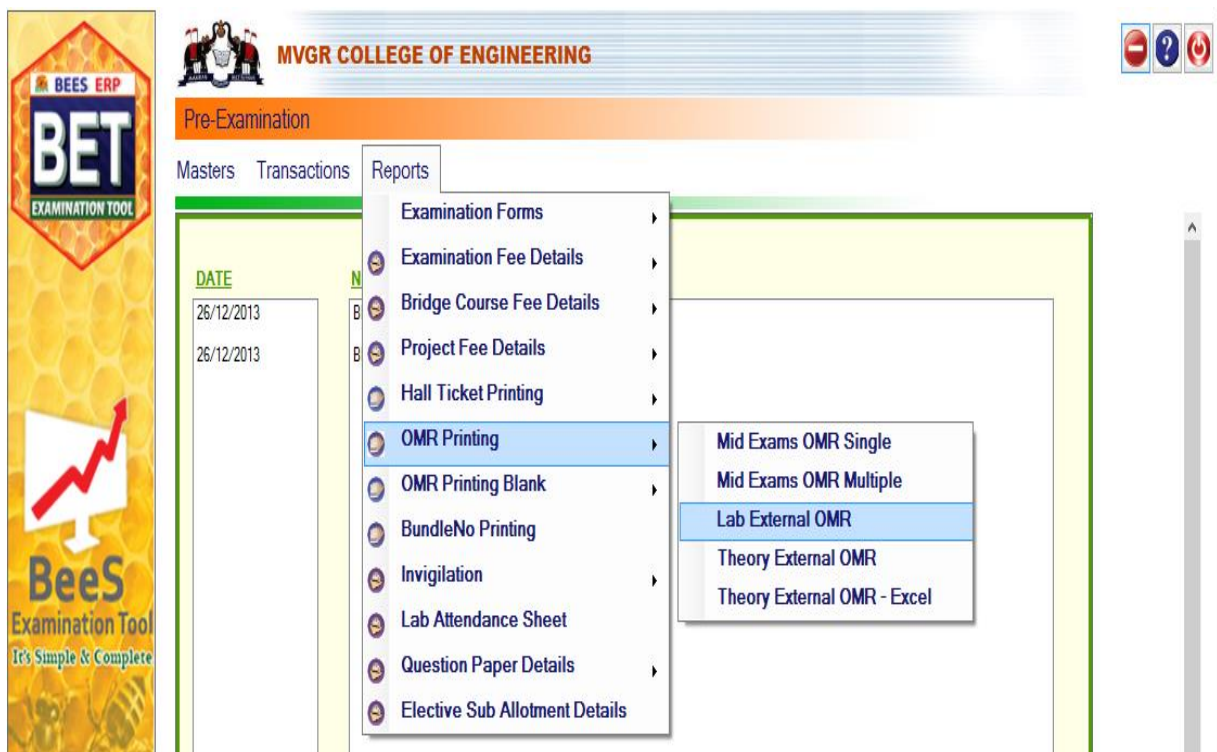 BEES ERP
BET
EXAMINATION TOOL
BeeS
Examination Tool
It's Simple & Complete
MVGR COLLEGE OF ENGINEERING
Pre-Examination
Masters Transactions Reports
DATE
26/12/2013
26/12/2013
N
B
B
Examination Forms
Examination Fee Details
Bridge Course Fee Details
Project Fee Details
Hall Ticket Printing
OMR Printing
OMR Printing Blank
BundleNo Printing
Invigilation
Lab Attendance Sheet
Question Paper Details
Elective Sub Allotment Details
Mid Exams OMR Single
Mid Exams OMR Multiple
Lab External OMR
Theory External OMR
Theory External OMR - Excel